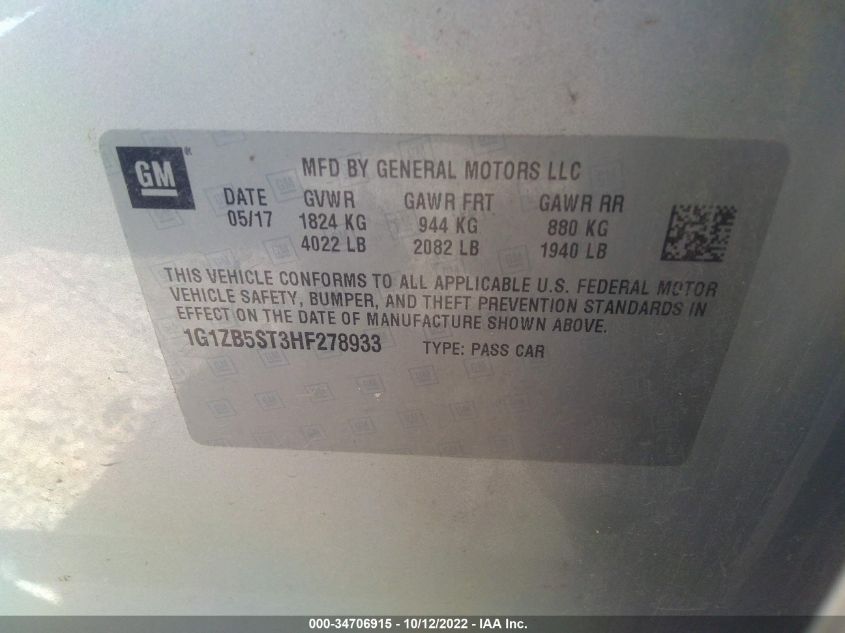 GM
MFD BY GENERAL MOTORS LLC
DATE GVWR GAWR FRT GAWR RR
05/17 1824 KG 944 KG 880 KG
4022 LB 2082 LB 1940 LB
THIS VEHICLE CONFORMS TO ALL APPLICABLE U.S. FEDERAL MOTOR
VEHICLE SAFETY, BUMPER, AND THEFT PREVENTION STANDARDS IN
EFFECT ON THE DATE OF MANUFACTURE SHOWN ABOVE.
1G1ZB5ST3HF278933 TYPE: PASS CAR
000-34706915 - 10/12/2022 - IAA Inc.